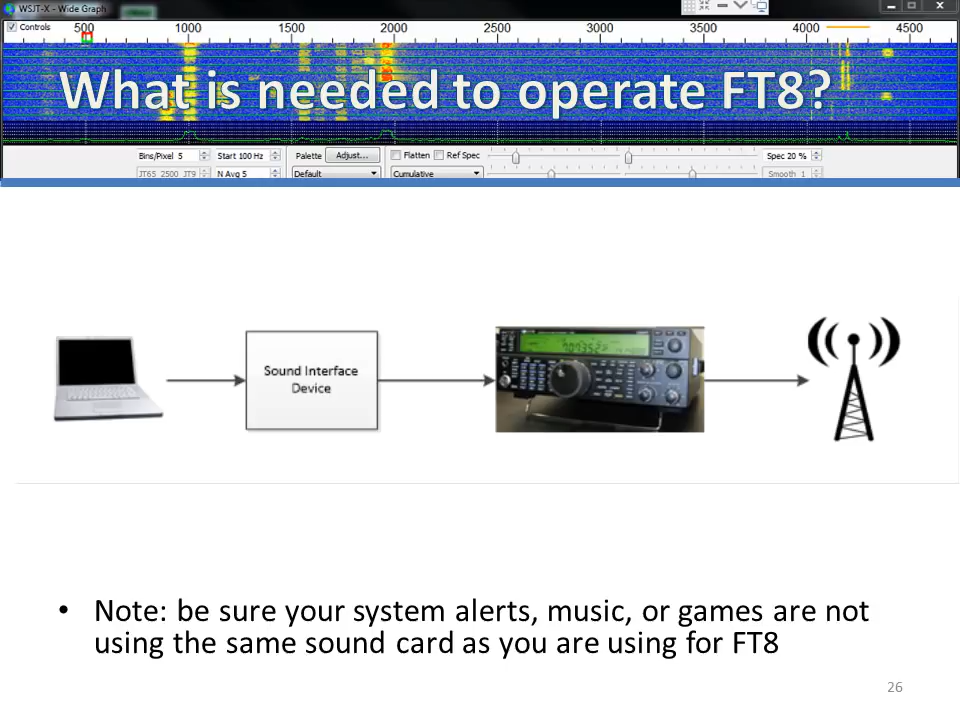 WSJT-X - Wide Graph
Controls 500 1000 1500 2000 2500 3000 3500 4000 4500
What is needed to operate FT8?
Bins/Pixel 5 Start 100 Hz Palette Adjust... Flatten Ref Spec Spec 20 %
JT65 2500 JT9 N Avg 5 Default Cumulative Smooth 1
Sound Interface
Device
• Note: be sure your system alerts, music, or games are not
using the same sound card as you are using for FT8
26